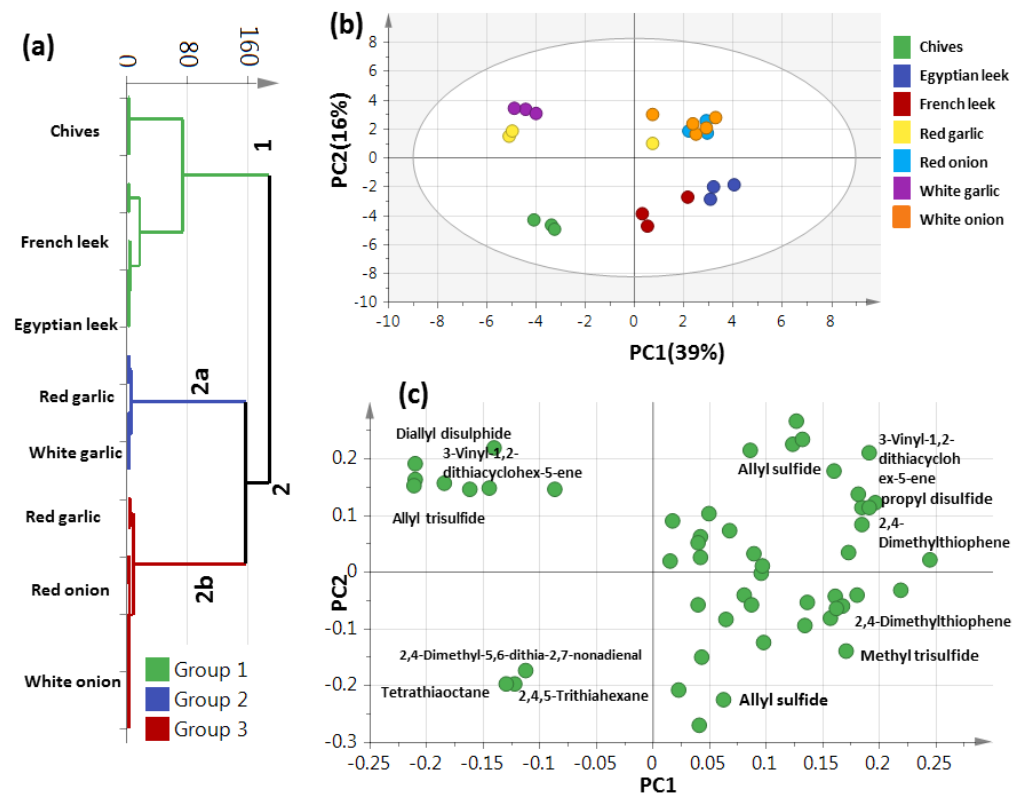 (a)
0
80
160
Chives
French leek
Egyptian leek
Red garlic
White garlic
Red garlic
Red onion
White onion
1
2
2a
2b
Group 1
Group 2
Group 3
(b)
8
6
4
2
0
-2
-4
-6
-8
-10
-10
-8
-6
-4
-2
0
2
4
6
8
PC2(16%)
PC1(39%)
Chives
Egyptian leek
French leek
Red garlic
Red onion
White garlic
White onion
(c)
0.2
0.1
0
-0.1
-0.2
-0.3
-0.25
-0.2
-0.15
-0.1
-0.05
0
0.05
0.1
0.15
0.2
0.25
PC2
PC1
Diallyl disulphide
3-Vinyl-1,2-
dithiacyclohex-5-ene
Allyl trisulfide
Allyl sulfide
3-Vinyl-1,2-
dithiacycloh
ex-5-ene
propyl disulfide
2,4-
Dimethylthiophene
2,4-Dimethylthiophene
Methyl trisulfide
2,4-Dimethyl-5,6-dithia-2,7-nonadienal
Tetrathiaoctane
2,4,5-Trithiahexane
Allyl sulfide